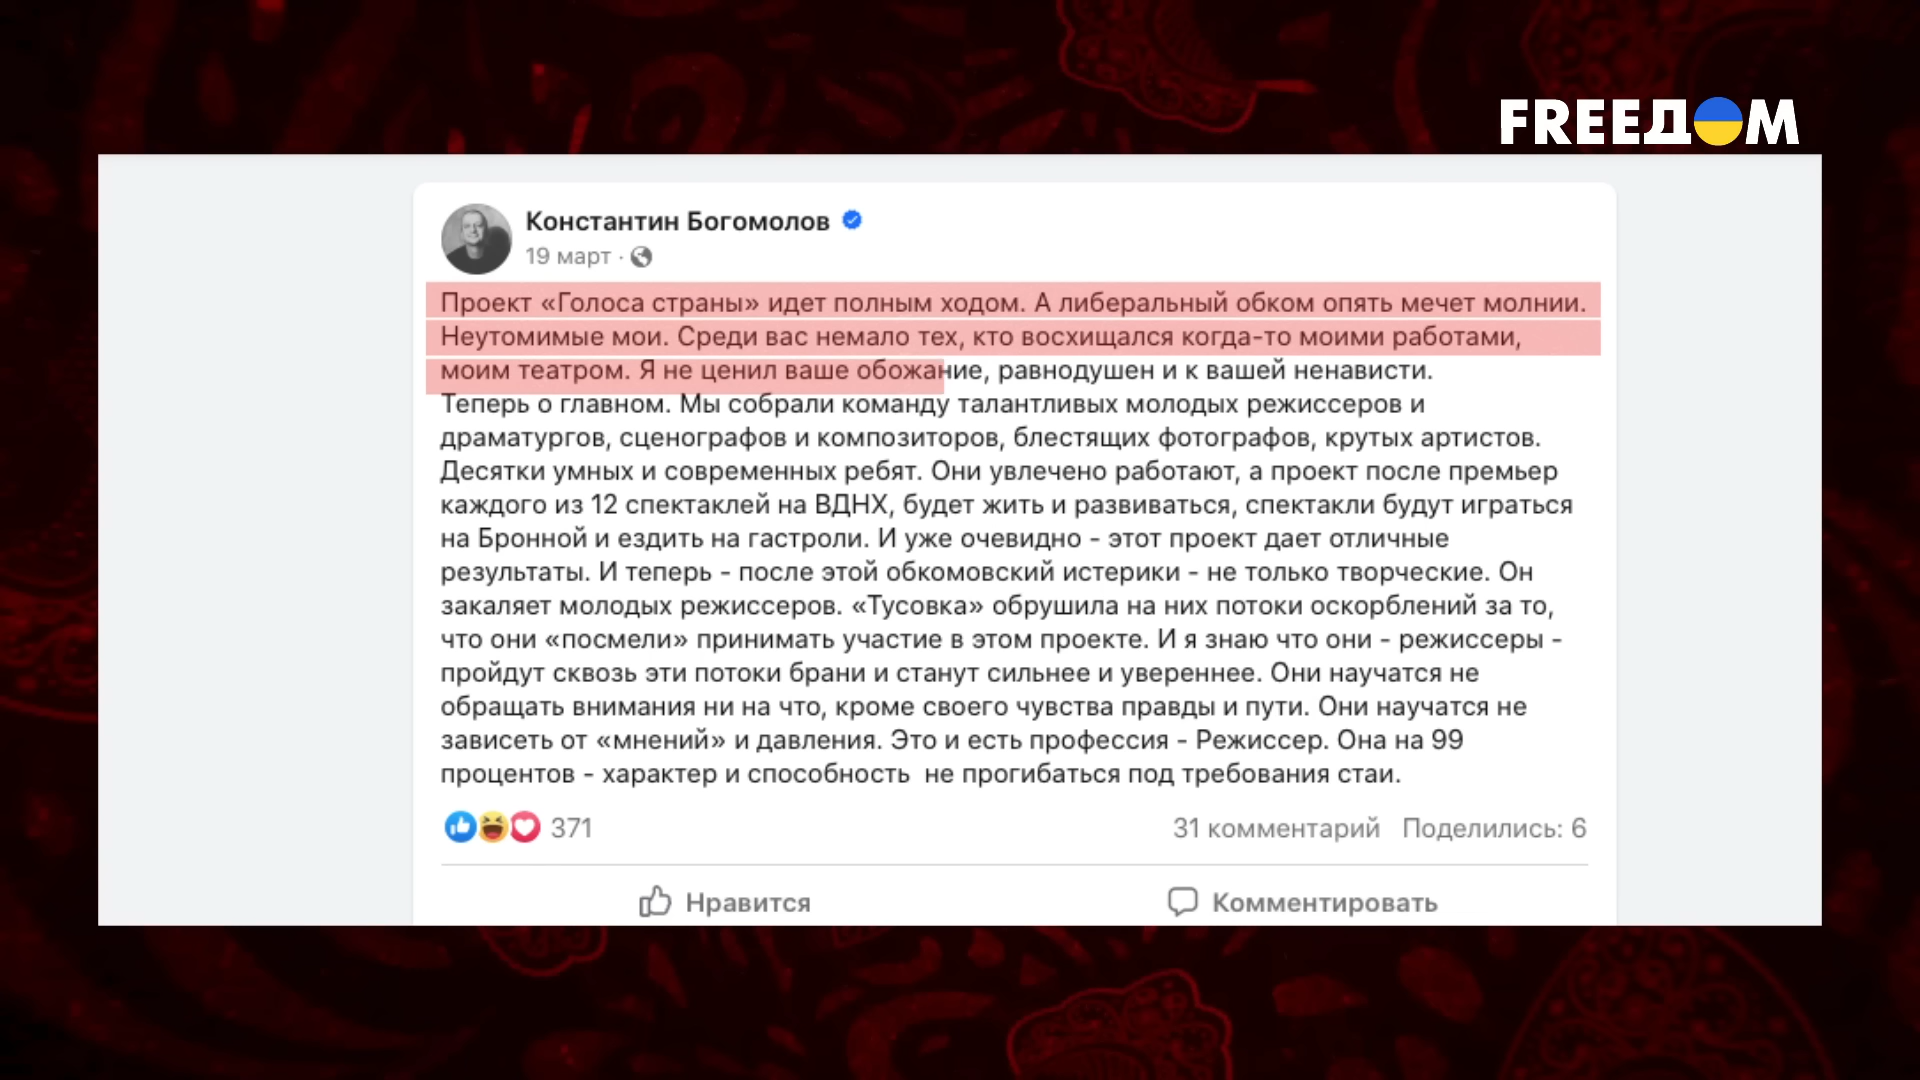 FREEДОМ
Константин Богомолов
19 март ·
Проект «Голоса страны» идет полным ходом. А либеральный обком опять мечет молнии.
Неутомимые мои. Среди вас немало тех, кто восхищался когда-то моими работами,
моим театром. Я не ценил ваше обожание, равнодушен и к вашей ненависти.
Теперь о главном. Мы собрали команду талантливых молодых режиссеров и
драматургов, сценографов и композиторов, блестящих фотографов, крутых артистов.
Десятки умных и современных ребят. Они увлечено работают, а проект после премьер
каждого из 12 спектаклей на ВДНХ, будет жить и развиваться, спектакли будут играться
на Бронной и ездить на гастроли. И уже очевидно - этот проект дает отличные
результаты. И теперь - после этой обкомовский истерики - не только творческие. Он
закаляет молодых режиссеров. «Тусовка» обрушила на них потоки оскорблений за то,
что они «посмели» принимать участие в этом проекте. И я знаю что они - режиссеры -
пройдут сквозь эти потоки брани и станут сильнее и увереннее. Они научатся не
обращать внимания ни на что, кроме своего чувства правды и пути. Они научатся не
зависеть от «мнений» и давления. Это и есть профессия - Режиссер. Она на 99
процентов - характер и способность  не прогибаться под требования стаи.
371
31 комментарий Поделились: 6
Нравится
Комментировать